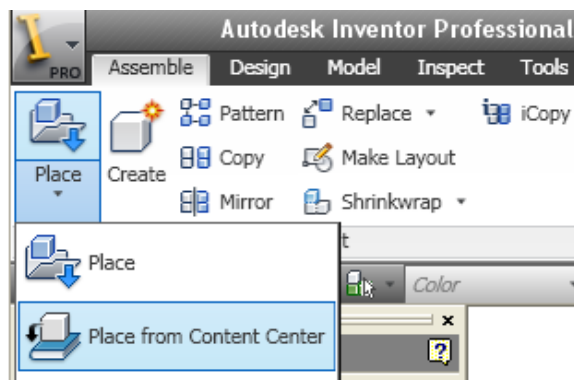 Autodesk Inventor Professional
PRO Assemble Design Model Inspect Tools
Pattern Replace iCopy
Place Create Copy Make Layout
Mirror Shrinkwrap
t
Place
Color
Place from Content Center